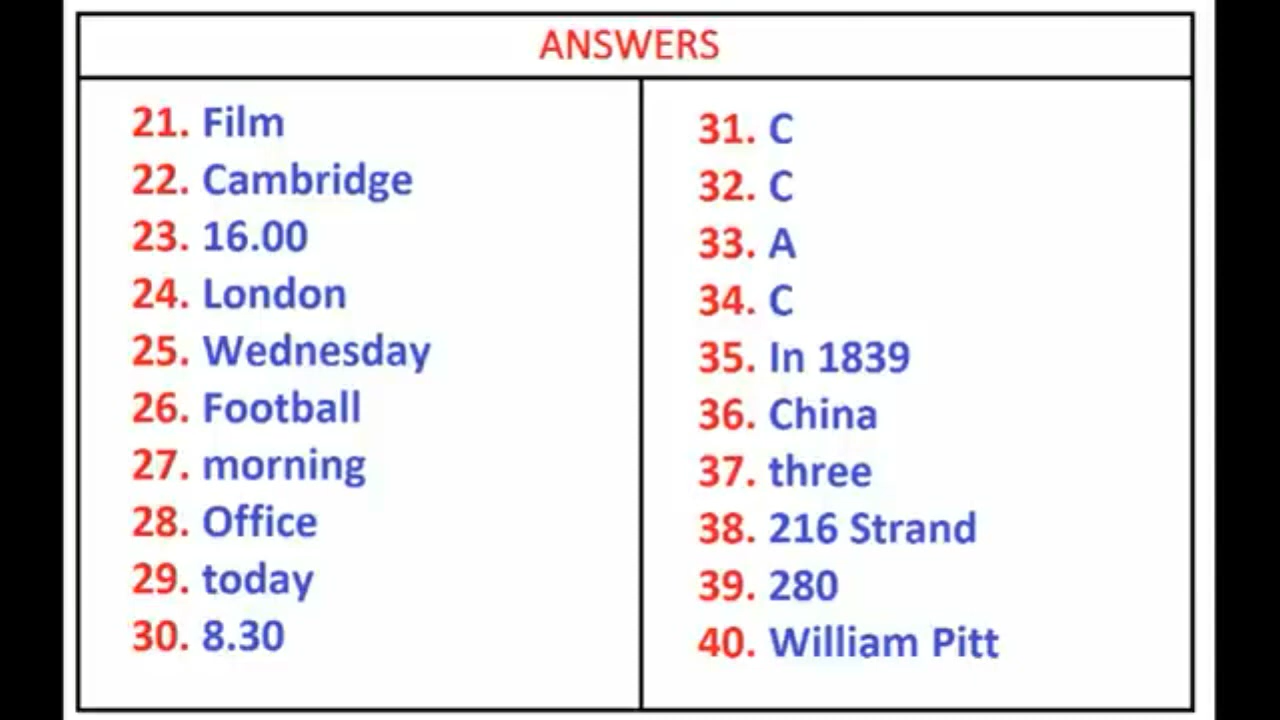 ANSWERS
21. Film
22. Cambridge
23. 16.00
24. London
25. Wednesday
26. Football
27. morning
28. Office
29. today
30. 8.30
31. C
32. C
33. A
34. C
35. In 1839
36. China
37. three
38. 216 Strand
39. 280
40. William Pitt